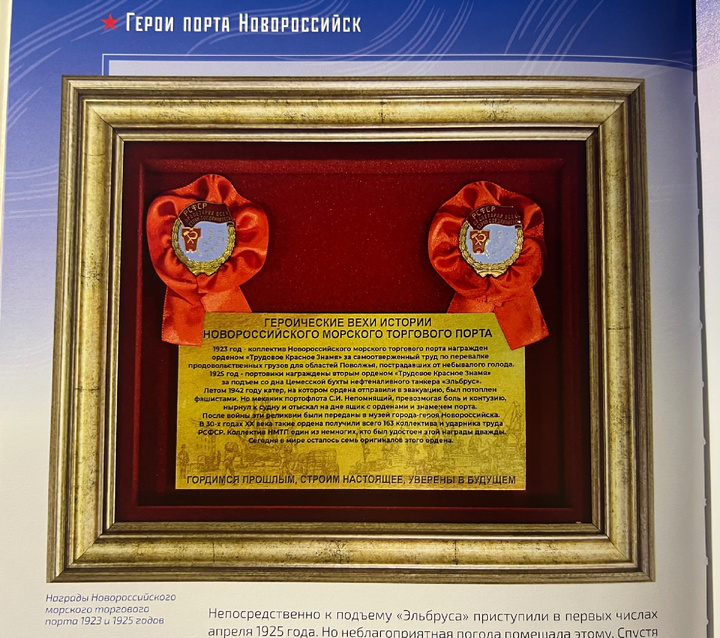 Герои порта Новороссийск
РСФСР
РСФСР
ГЕРОИЧЕСКИЕ ВЕХИ ИСТОРИИ
НОВОРОССИЙСКОГО МОРСКОГО ТОРГОВОГО ПОРТА
1923 год - коллектив Новороссийского морского торгового порта награжден
орденом «Трудовое Красное Знамя» за самоотверженный труд по перевалке
продовольственных грузов для областей Поволжья, пострадавших от небывалого голода.
1925 год - портовики награждены вторым орденом «Трудовое Красное Знамя»
за подъем со дна Цемесской бухты нефтеналивного танкера «Эльбрус».
Летом 1942 году катер, на котором ордена отправили в эвакуацию, был потоплен
фашистами. Но механик портофлота С.И. Непомнящий, превозмогая боль и контузию,
нырнул к судну и отыскал на дне ящик с орденами и знаменем порта.
После войны эти реликвии были переданы в музей города-героя Новороссийска.
В 30-х годах XX века такие ордена получили всего 163 коллектива и ударника труда
РСФСР. Коллектив НМТП один из немногих, кто был удостоен этой награды дважды.
Сегодня в мире осталось семь оригиналов этого ордена.
ГОРДИМСЯ ПРОШЛЫМ, СТРОИМ НАСТОЯЩЕЕ, УВЕРЕНЫ В БУДУЩЕМ
Награды Новороссийского
морского торгового
порта 1923 и 1925 годов
Непосредственно к подъему «Эльбруса» приступили в первых числах
апреля 1925 года. Но неблагоприятная погода помешала этому. Спустя